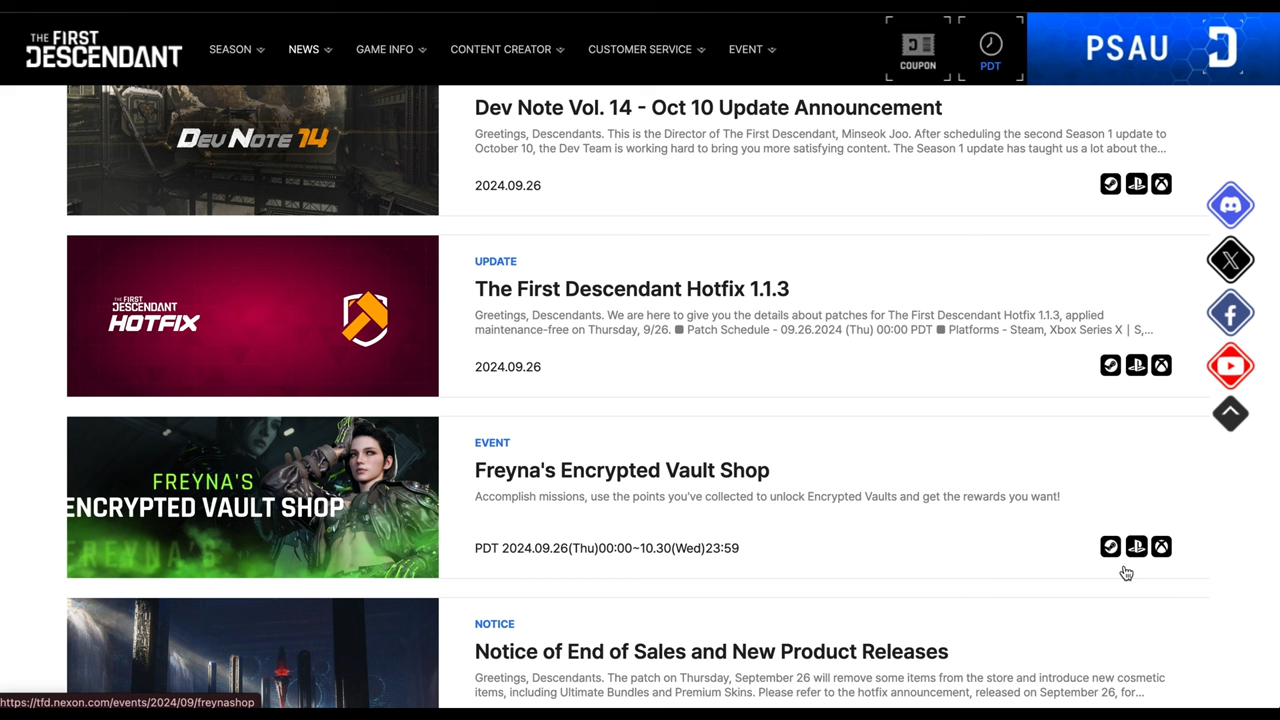 THE FIRST
DESCENDANT
SEASON
NEWS
GAME INFO
CONTENT CREATOR
CUSTOMER SERVICE
EVENT
COUPON
PDT
PSAU
DEV NOTE 14
Dev Note Vol. 14 - Oct 10 Update Announcement
Greetings, Descendants. This is the Director of The First Descendant, Minseok Joo. After scheduling the second Season 1 update to
October 10, the Dev Team is working hard to bring you more satisfying content. The Season 1 update has taught us a lot about the...
2024.09.26
THE FIRST
DESCENDANT
HOTFIX
UPDATE
The First Descendant Hotfix 1.1.3
Greetings, Descendants. We are here to give you the details about patches for The First Descendant Hotfix 1.1.3, applied
maintenance-free on Thursday, 9/26. ■ Patch Schedule - 09.26.2024 (Thu) 00:00 PDT ■ Platforms - Steam, Xbox Series X | S,...
2024.09.26
FREYNA'S
ENCRYPTED VAULT SHOP
FREYNA'S
EVENT
Freyna's Encrypted Vault Shop
Accomplish missions, use the points you've collected to unlock Encrypted Vaults and get the rewards you want!
PDT 2024.09.26(Thu)00:00~10.30(Wed)23:59
NOTICE
Notice of End of Sales and New Product Releases
Greetings, Descendants. The patch on Thursday, September 26 will remove some items from the store and introduce new cosmetic
items, including Ultimate Bundles and Premium Skins. Please refer to the hotfix announcement, released on September 26, for...
https://tfd.nexon.com/events/2024/09/freynashop